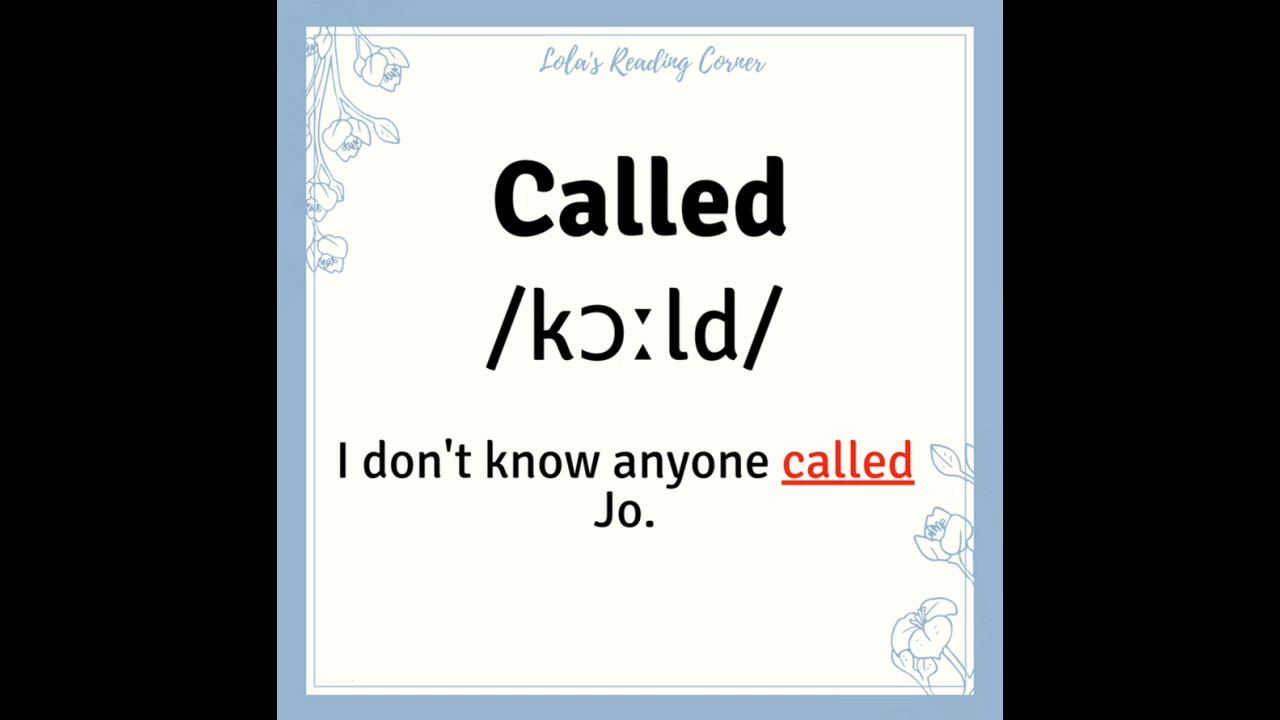 Lola's Reading Corner
Called
/kɔːld/
I don't know anyone called
Jo.